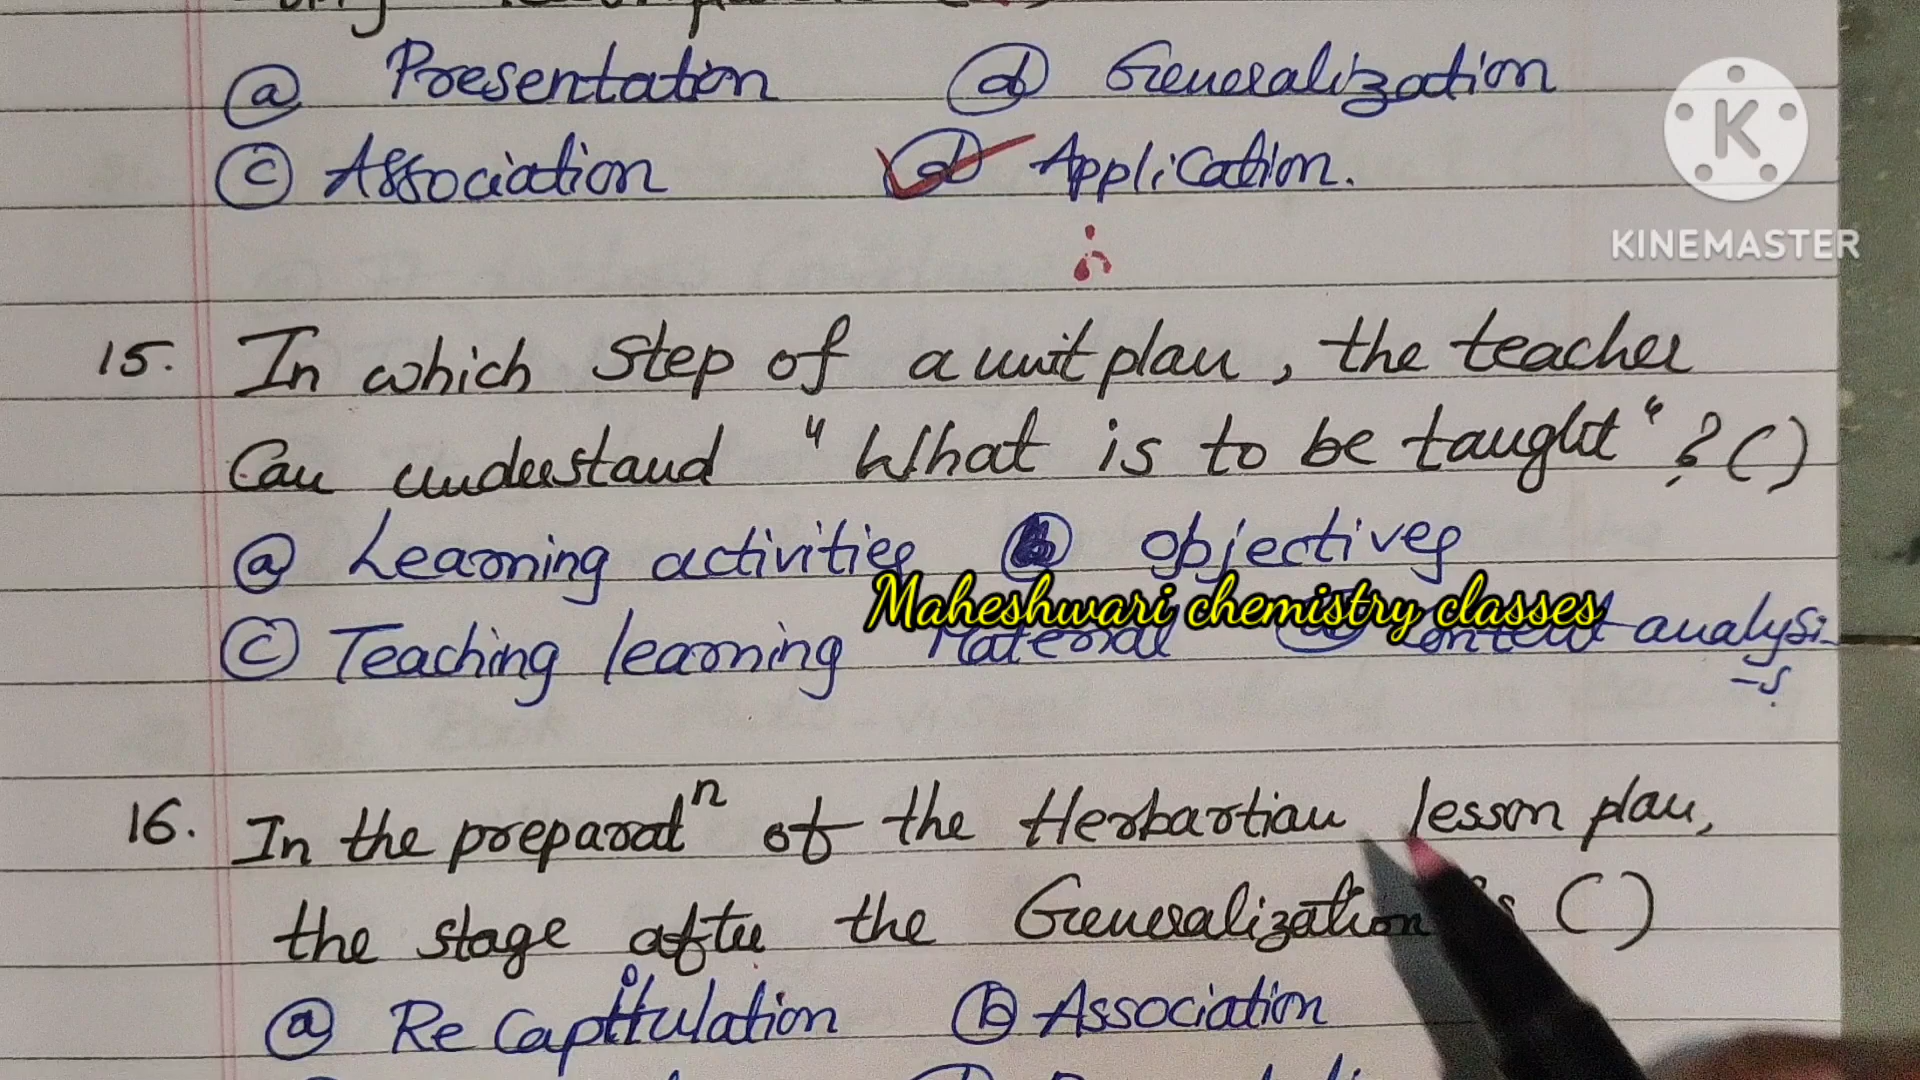 ⓐ Presentation ⓓ Generalization
ⓒ Association ⓓ Application.
KINEMASTER
15. In which step of a unit plan, the teacher
can understand "What is to be taught"? ( )
ⓐ Learning activities ⓑ objectives
Maheshwari chemistry classes
ⓒ Teaching learning Material ⓓ Content analysi-
-s.
16. In the preparatⁿ of the Herbartian lesson plan,
the stage after the Generalization is ( )
ⓐ ReCapitulation ⓑ Association